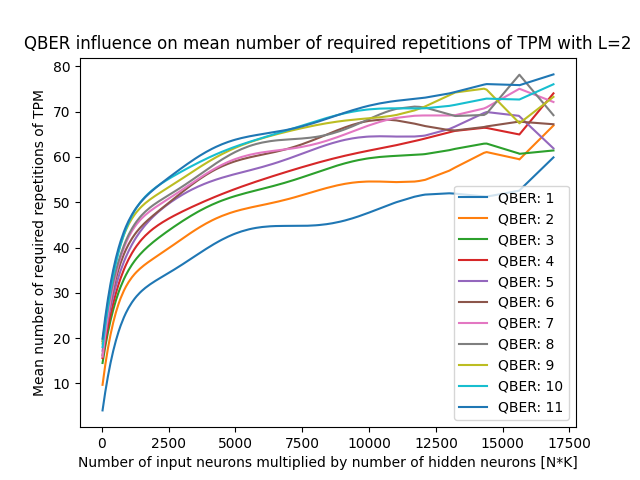 QBER influence on mean number of required repetitions of TPM with L=2
Mean number of required repetitions of TPM
80
70
60
50
40
30
20
10
QBER: 1
QBER: 2
QBER: 3
QBER: 4
QBER: 5
QBER: 6
QBER: 7
QBER: 8
QBER: 9
QBER: 10
QBER: 11
0 2500 5000 7500 10000 12500 15000 17500
Number of input neurons multiplied by number of hidden neurons [N*K]